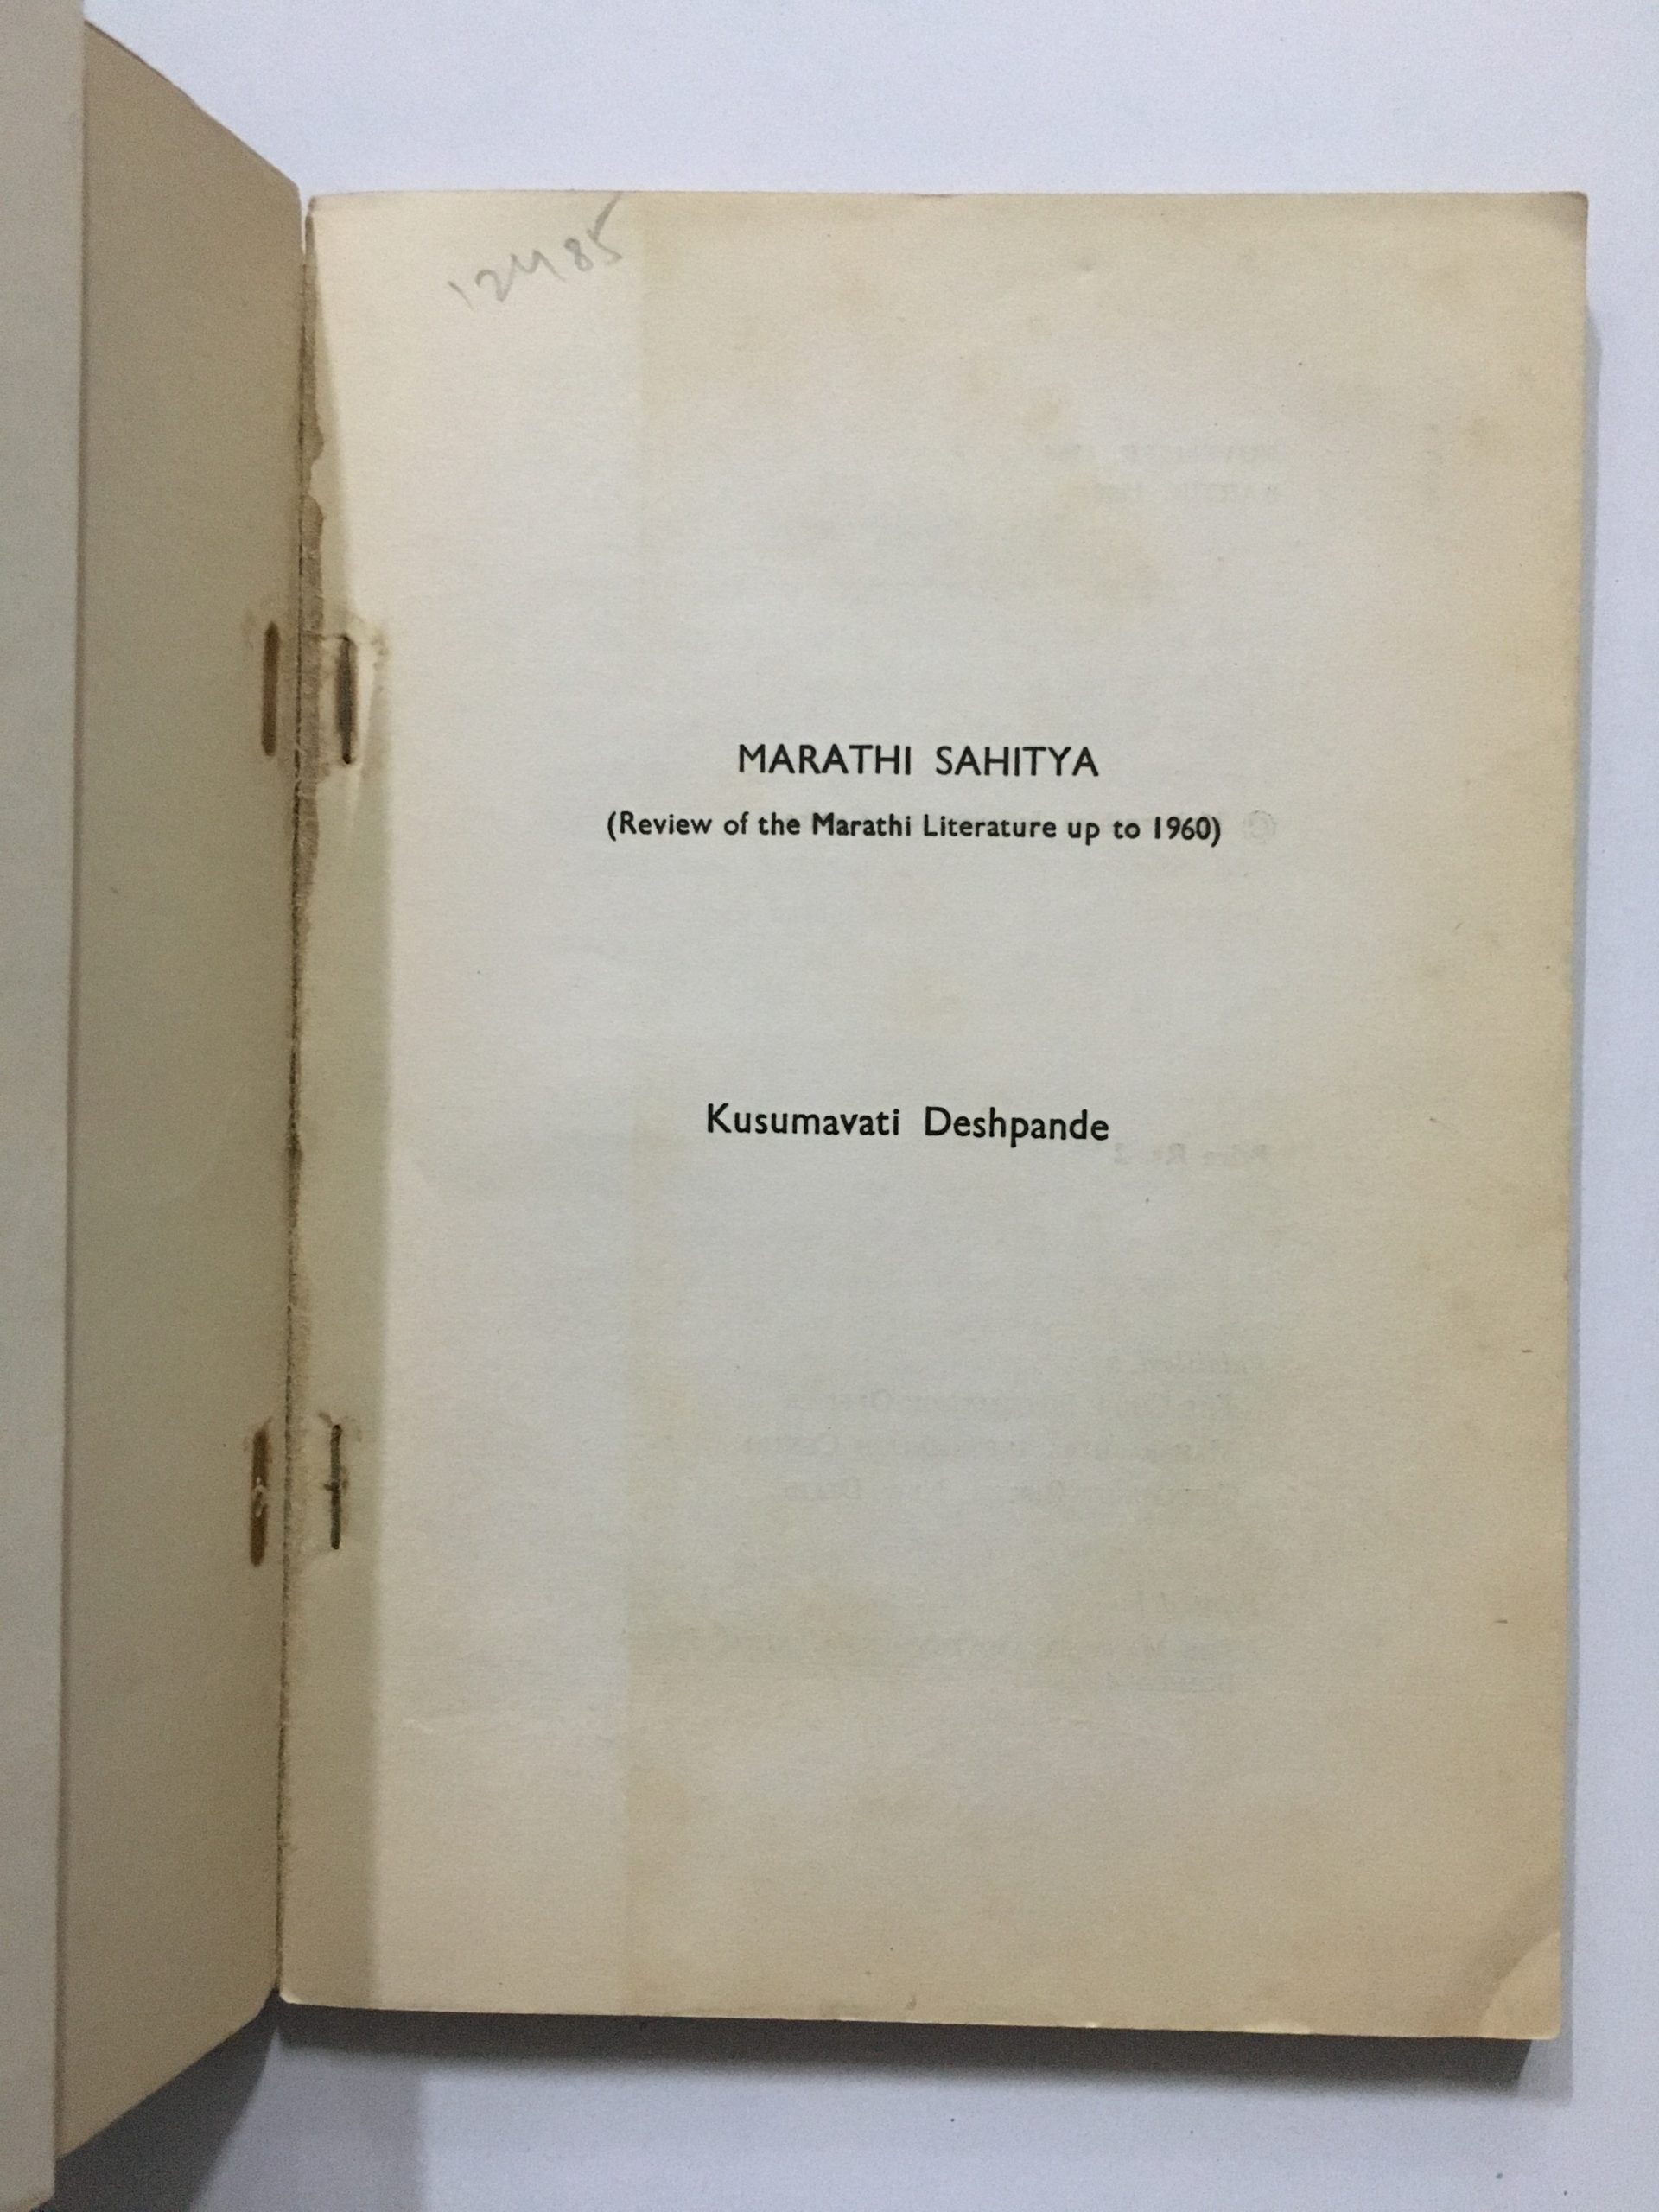 12485
MARATHI SAHITYA
(Review of the Marathi Literature up to 1960)
Kusumavati Deshpande